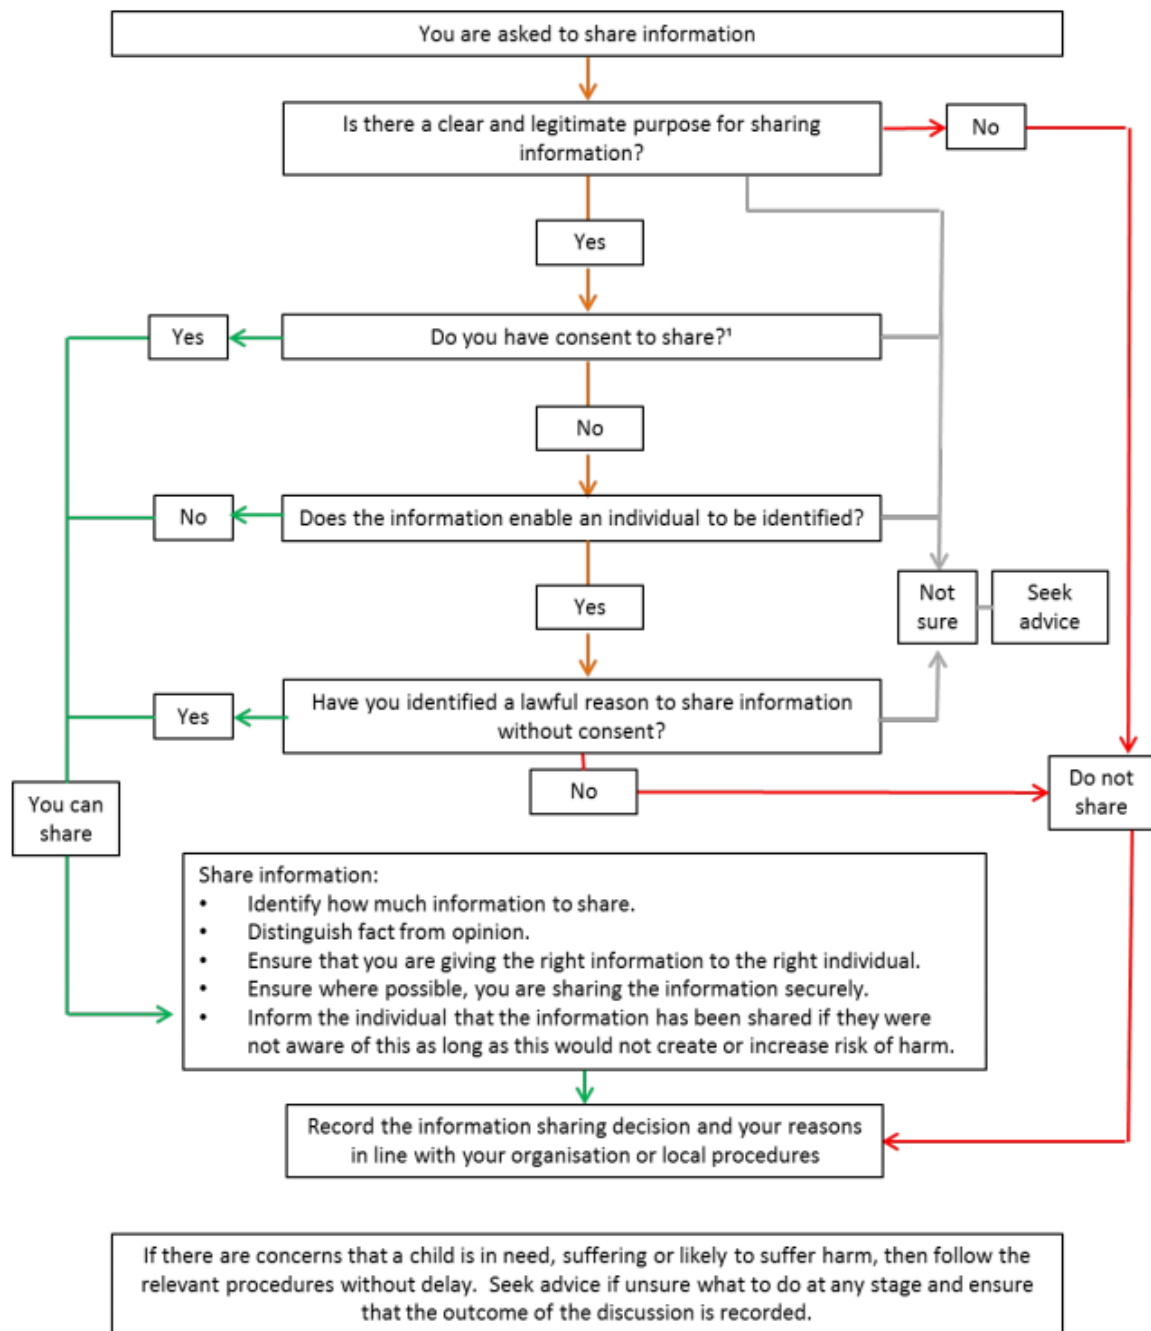 You are asked to share information
Is there a clear and legitimate purpose for sharing
information?
No
Yes
Yes
Do you have consent to share?¹
No
No
Does the information enable an individual to be identified?
Yes
Not
sure
Seek
advice
Yes
Have you identified a lawful reason to share information
without consent?
No
Do not
share
You can
share
Share information:
• Identify how much information to share.
• Distinguish fact from opinion.
• Ensure that you are giving the right information to the right individual.
• Ensure where possible, you are sharing the information securely.
• Inform the individual that the information has been shared if they were
not aware of this as long as this would not create or increase risk of harm.
Record the information sharing decision and your reasons
in line with your organisation or local procedures
If there are concerns that a child is in need, suffering or likely to suffer harm, then follow the
relevant procedures without delay. Seek advice if unsure what to do at any stage and ensure
that the outcome of the discussion is recorded.